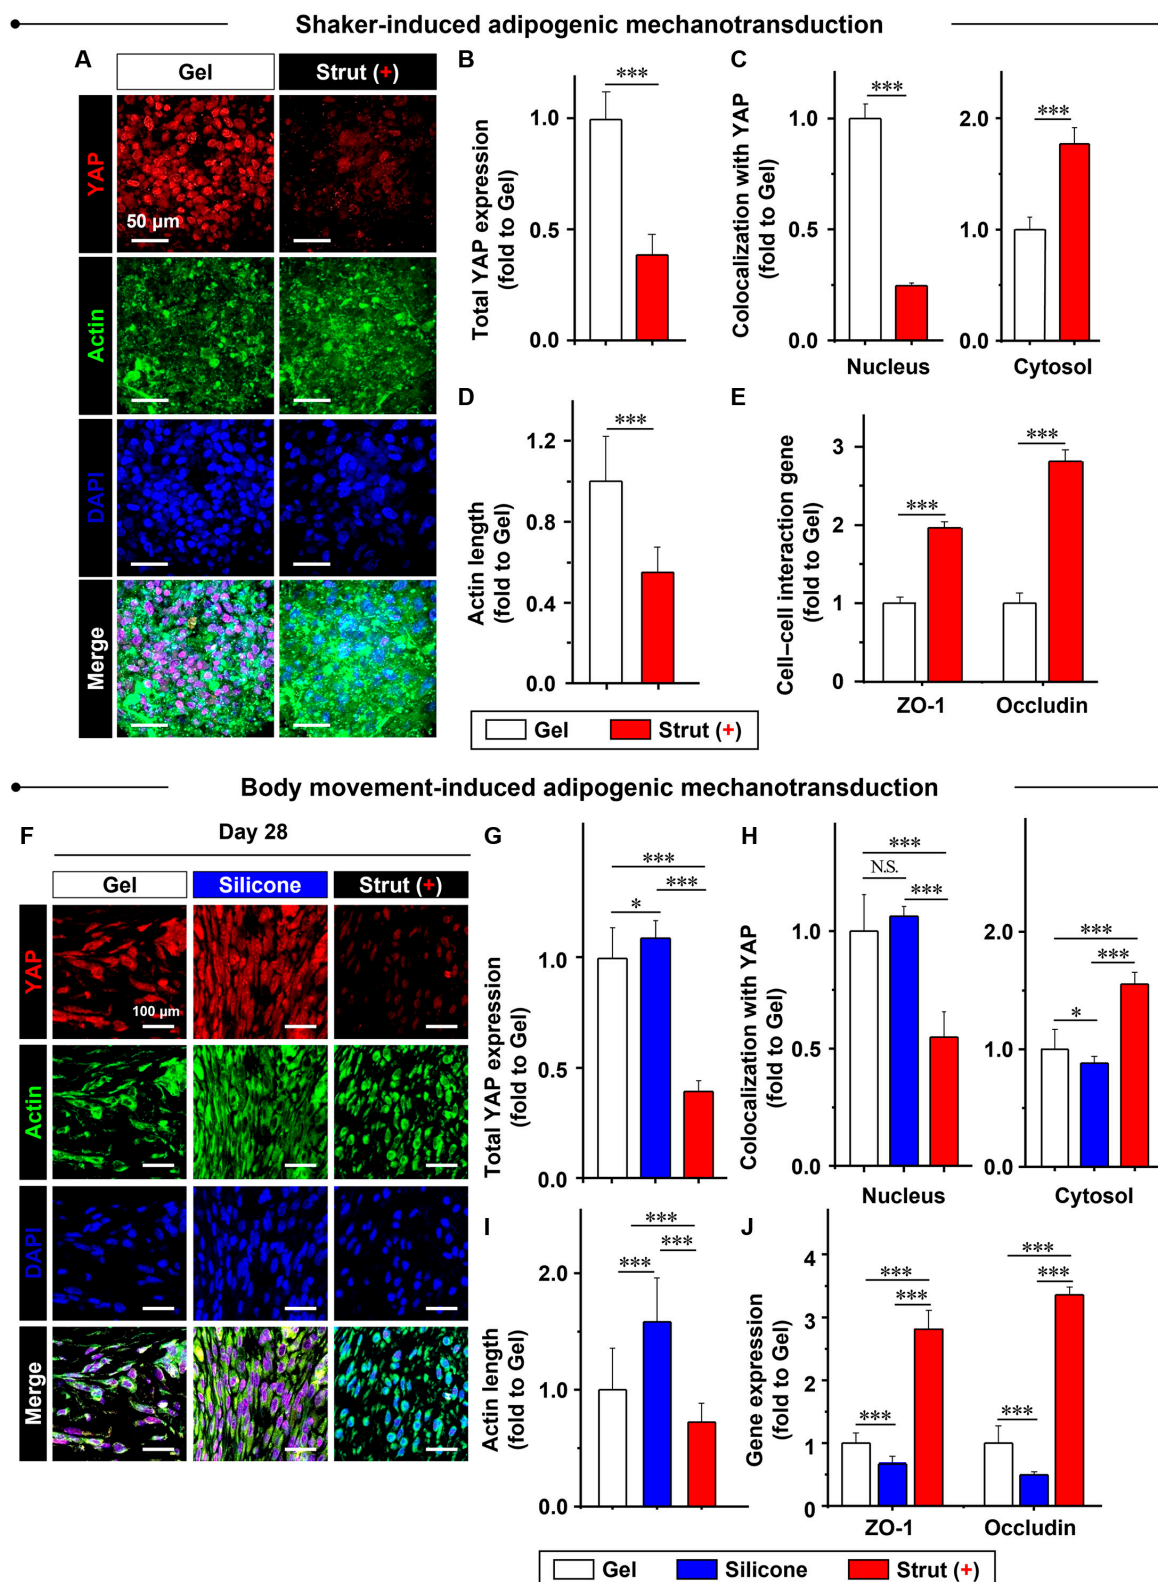 Shaker-induced adipogenic mechanotransduction
A
Gel
Strut (+)
YAP
50 µm
Actin
DAPI
Merge
B
Total YAP expression
(fold to Gel)
1.0
0.5
0.0
***
C
Colocalization with YAP
(fold to Gel)
1.0
0.5
0.0
***
Nucleus
2.0
1.0
0.0
***
Cytosol
D
Actin length
(fold to Gel)
1.2
0.8
0.4
0.0
***
E
Cell–cell interaction gene
(fold to Gel)
3
2
1
0
***
***
ZO-1
Occludin
Gel
Strut (+)
Body movement-induced adipogenic mechanotransduction
F
Day 28
Gel
Silicone
Strut (+)
YAP
100 µm
Actin
DAPI
Merge
G
Total YAP expression
(fold to Gel)
1.0
0.5
0.0
***
***
*
H
Colocalization with YAP
(fold to Gel)
1.0
0.5
0.0
***
N.S.
***
Nucleus
2.0
1.0
0.0
***
***
*
Cytosol
I
Actin length
(fold to Gel)
2.0
1.0
0.0
***
***
***
J
Gene expression
(fold to Gel)
4
3
2
1
0
***
***
***
***
***
***
ZO-1
Occludin
Gel
Silicone
Strut (+)